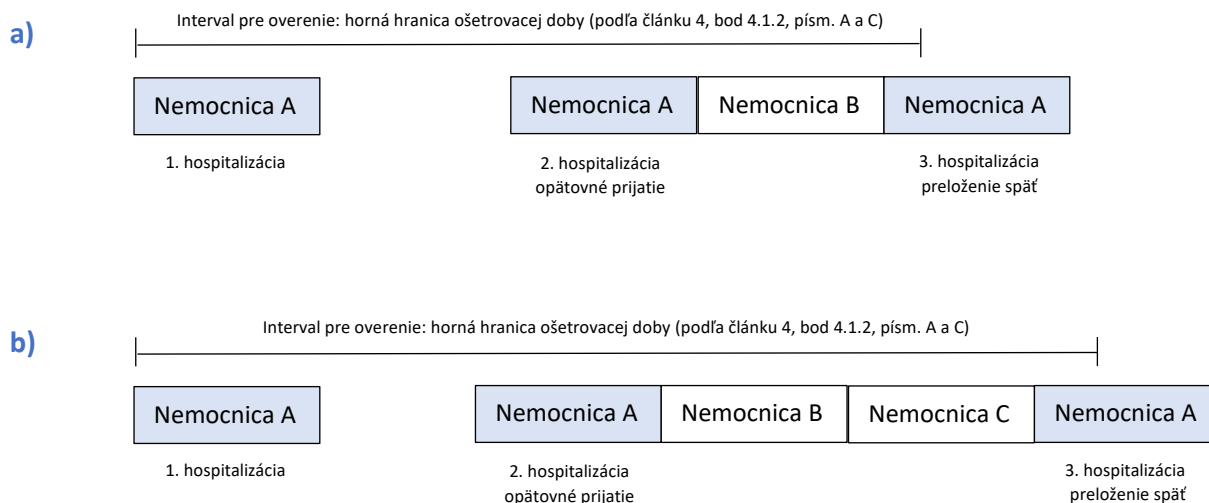 Interval pre overenie: horná hranica ošetrovacej doby (podľa článku 4, bod 4.1.2, písm. A a C)
a)
Nemocnica A
Nemocnica A
Nemocnica B
Nemocnica A
1. hospitalizácia
2. hospitalizácia
opätovné prijatie
3. hospitalizácia
preloženie späť
Interval pre overenie: horná hranica ošetrovacej doby (podľa článku 4, bod 4.1.2, písm. A a C)
b)
Nemocnica A
Nemocnica A
Nemocnica B
Nemocnica C
Nemocnica A
1. hospitalizácia
2. hospitalizácia
opätovné prijatie
3. hospitalizácia
preloženie späť